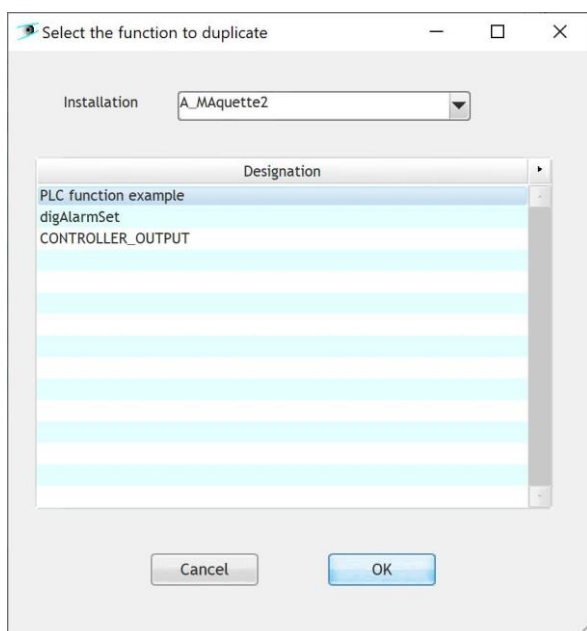 Select the function to duplicate
Installation A_MAquette2
Designation
PLC function example
digAlarmSet
CONTROLLER_OUTPUT
Cancel OK